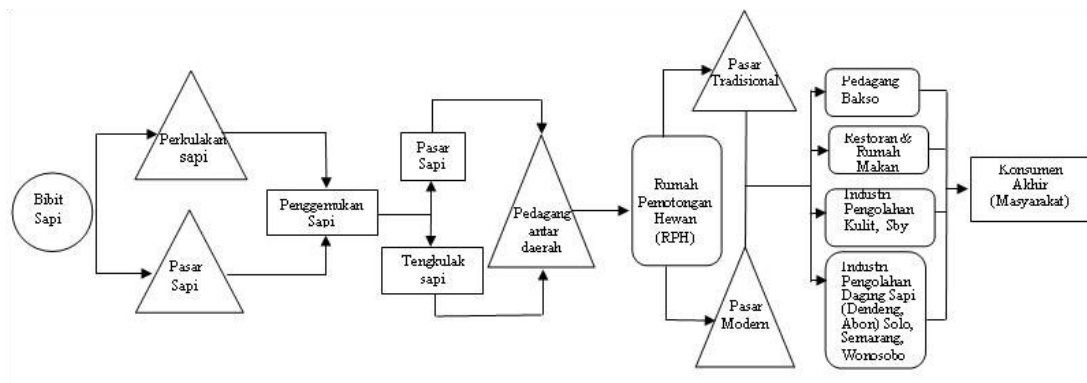 Bibit
Sapi
Perkulakan
sapi
Pasar
Sapi
Penggemukan
Sapi
Pasar
Sapi
Tengkulak
sapi
Pedagang
antar
daerah
Rumah
Pemotongan
Hewan
(RPH)
Pasar
Tradisional
Pasar
Modern
Pedagang
Bakso
Restoran &
Rumah
Makan
Industri
Pengolahan
Kulit, Sby
Industri
Pengolahan
Daging Sapi
(Dendeng,
Abon) Solo,
Semarang,
Wonosobo
Konsumen
Akhir
(Masyarakat)